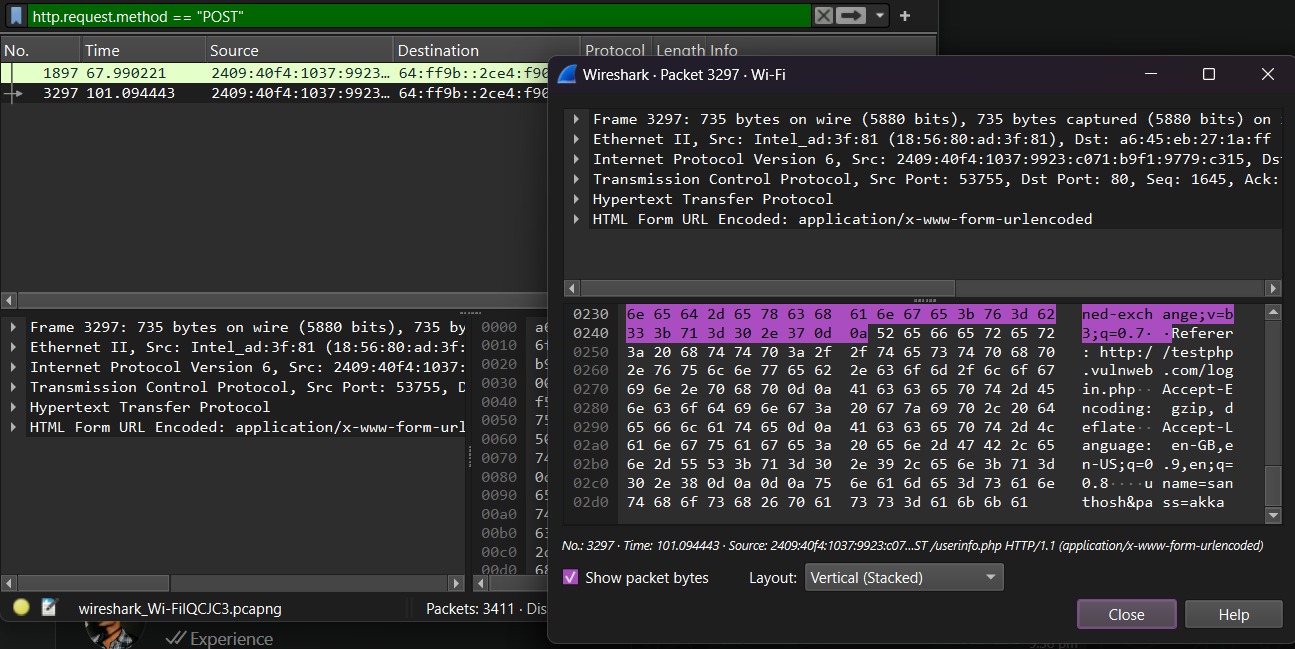 http.request.method == "POST"
No. Time Source Destination Protocol Length Info
1897 67.990221 2409:40f4:1037:9923… 64:ff9b::2ce4:f90
3297 101.094443 2409:40f4:1037:9923… 64:ff9b::2ce4:f90
Frame 3297: 735 bytes on wire (5880 bits), 735 by
Ethernet II, Src: Intel_ad:3f:81 (18:56:80:ad:3f:
Internet Protocol Version 6, Src: 2409:40f4:1037:
Transmission Control Protocol, Src Port: 53755, D
Hypertext Transfer Protocol
HTML Form URL Encoded: application/x-www-form-url
0000 a6
0010 6f
0020 b9
0030 00
0040 f5
0050 75
0060 50
0070 74
0080 0d
0090 65
00a0 74
00b0 63
00c0 2d
00d0 68
wireshark_Wi-FiIQCJC3.pcapng
Packets: 3411 · Dis
Experience
Wireshark · Packet 3297 · Wi-Fi
Frame 3297: 735 bytes on wire (5880 bits), 735 bytes captured (5880 bits) on
Ethernet II, Src: Intel_ad:3f:81 (18:56:80:ad:3f:81), Dst: a6:45:eb:27:1a:ff
Internet Protocol Version 6, Src: 2409:40f4:1037:9923:c071:b9f1:9779:c315, Ds
Transmission Control Protocol, Src Port: 53755, Dst Port: 80, Seq: 1645, Ack:
Hypertext Transfer Protocol
HTML Form URL Encoded: application/x-www-form-urlencoded
0230 6e 65 64 2d 65 78 63 68 61 6e 67 65 3b 76 3d 62 ned-exch ange;v=b
0240 33 3b 71 3d 30 2e 37 0d 0a 52 65 66 65 72 65 72 3;q=0.7· ·Referer
0250 3a 20 68 74 74 70 3a 2f 2f 74 65 73 74 70 68 70 : http:/ /testphp
0260 2e 76 75 6c 6e 77 65 62 2e 63 6f 6d 2f 6c 6f 67 .vulnweb .com/log
0270 69 6e 2e 70 68 70 0d 0a 41 63 63 65 70 74 2d 45 in.php·· Accept-E
0280 6e 63 6f 64 69 6e 67 3a 20 67 7a 69 70 2c 20 64 ncoding: gzip, d
0290 65 66 6c 61 74 65 0d 0a 41 63 63 65 70 74 2d 4c eflate·· Accept-L
02a0 61 6e 67 75 61 67 65 3a 20 65 6e 2d 47 42 2c 65 anguage: en-GB,e
02b0 6e 2d 55 53 3b 71 3d 30 2e 39 2c 65 6e 3b 71 3d n-US;q=0 .9,en;q=
02c0 30 2e 38 0d 0a 0d 0a 75 6e 61 6d 65 3d 73 61 6e 0.8····u name=san
02d0 74 68 6f 73 68 26 70 61 73 73 3d 61 6b 6b 61 thosh&pa ss=akka
No.: 3297 · Time: 101.094443 · Source: 2409:40f4:1037:9923:c07...ST /userinfo.php HTTP/1.1 (application/x-www-form-urlencoded)
Show packet bytes Layout: Vertical (Stacked)
Close Help